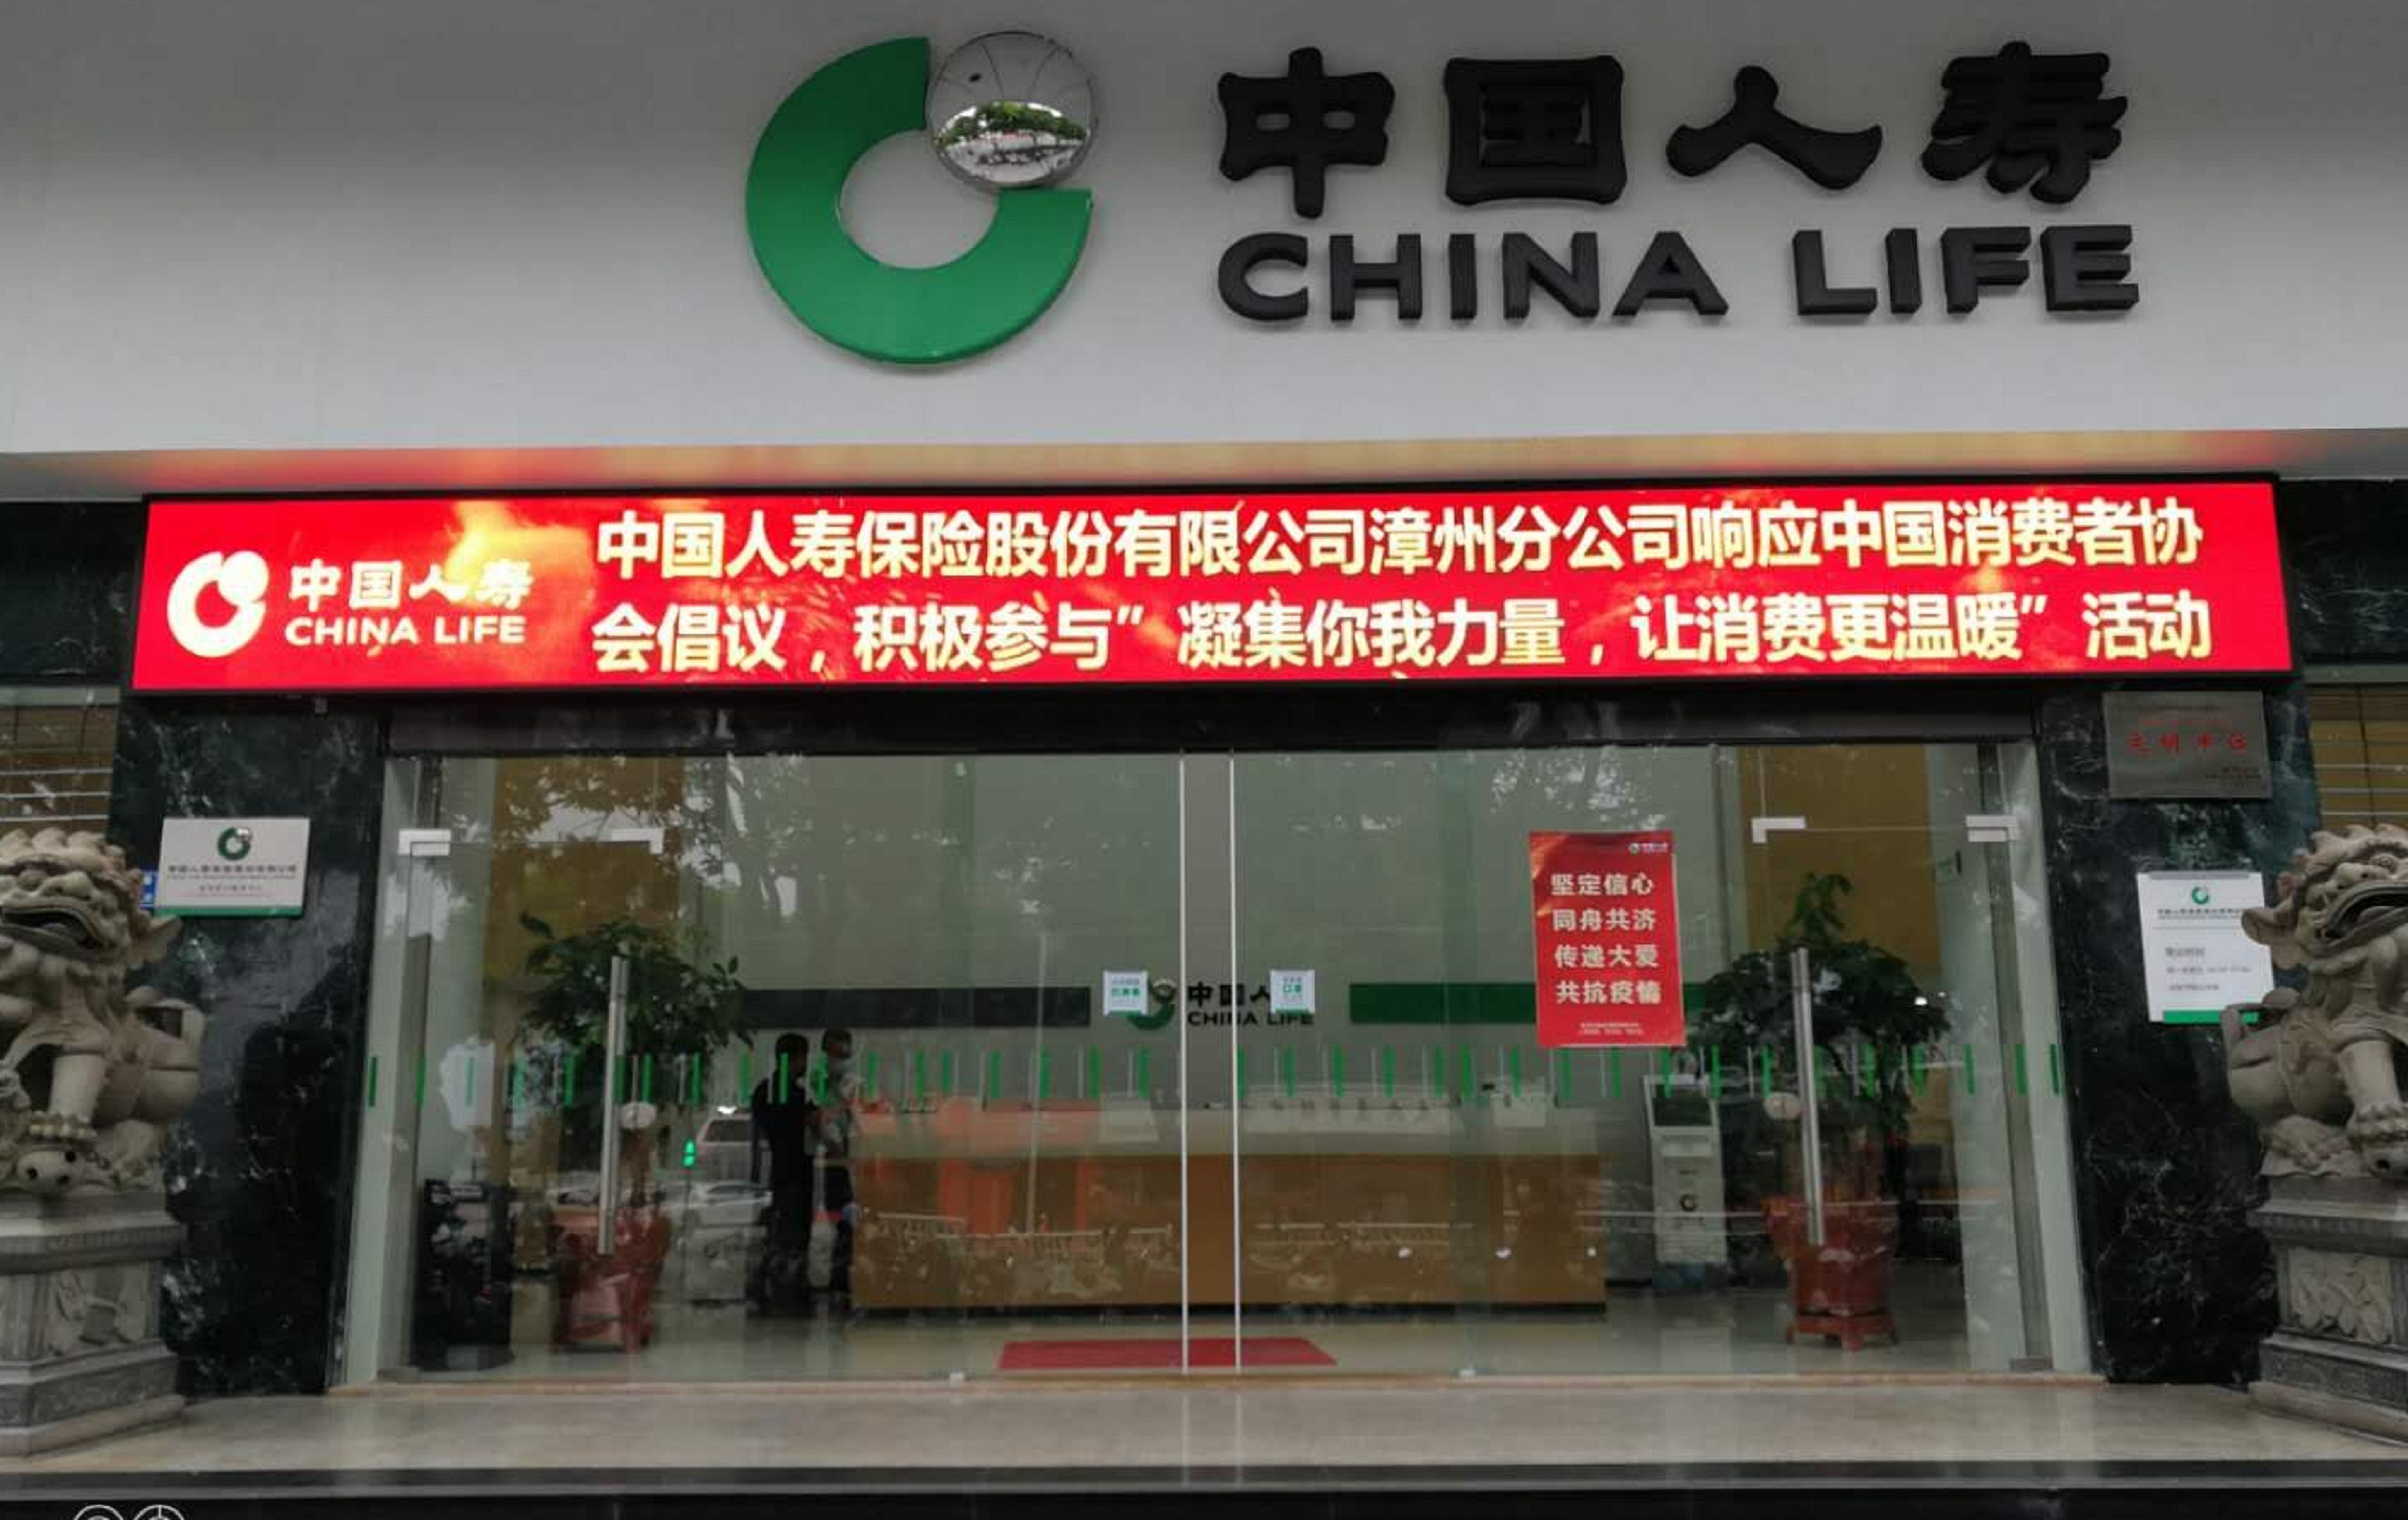 中国人寿
CHINA LIFE
中国人寿
CHINA LIFE
中国人寿保险股份有限公司漳州分公司响应中国消费者协
会倡议，积极参与”凝集你我力量，让消费更温暖”活动
坚定信心
同舟共济
传递大爱
共抗疫情
中国人
CHINA LIFE